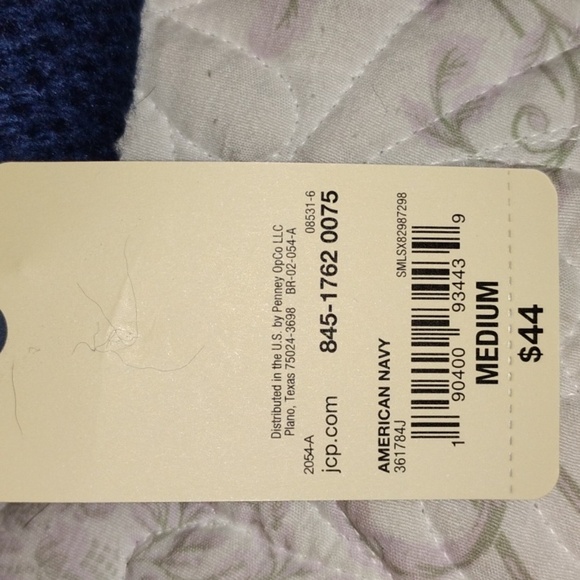 Distributed in the U.S. by Penney OpCo LLC
Plano, Texas 75024-3698 BR-02-054-A
2054-A 08531-6
jcp.com 845-1762 0075
AMERICAN NAVY
361784J SMLSX82987298
1 90400 93443 9
MEDIUM
$44